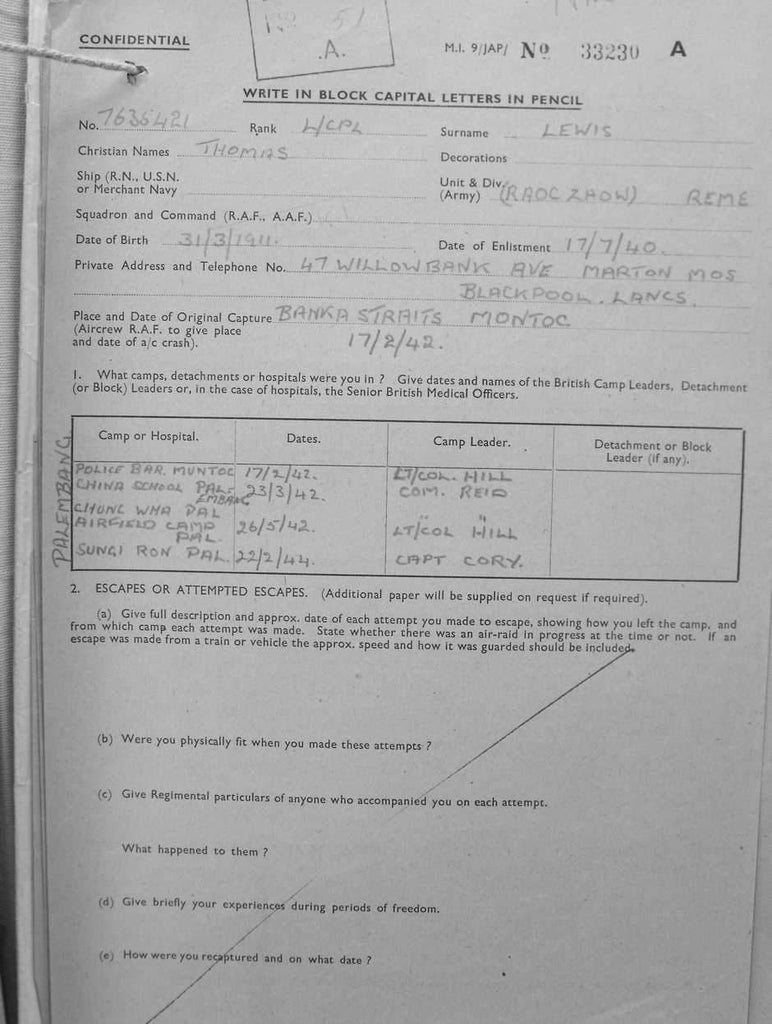 CONFIDENTIAL
.A.
M.I. 9/JAP/ No 33230 A
WRITE IN BLOCK CAPITAL LETTERS IN PENCIL
No. 7635421 Rank L/CPL Surname LEWIS
Christian Names THOMAS Decorations
Ship (R.N., U.S.N. or Merchant Navy
Unit & Div. (Army) (RAOC 2AOW) REME
Squadron and Command (R.A.F., A.A.F.)
Date of Birth 31/3/1911. Date of Enlistment 17/7/40.
Private Address and Telephone No. 47 WILLOWBANK AVE MARTON MOS
BLACKPOOL. LANCS.
Place and Date of Original Capture BANKA STRAITS MONTOC
(Aircrew R.A.F. to give place
and date of a/c crash). 17/2/42.
1. What camps, detachments or hospitals were you in ? Give dates and names of the British Camp Leaders, Detachment
(or Block) Leaders or, in the case of hospitals, the Senior British Medical Officers.
PALEMBANG
Camp or Hospital. Dates. Camp Leader. Detachment or Block Leader (if any).
POLICE BAR. MUNTOC 17/2/42. LT/COL. HILL
CHINA SCHOOL PALEMBANG 23/3/42. COM. REID
CHUNC WHA PAL "
AIRFIELD CAMP PAL. 26/5/42. LT/COL HILL
SUNGI RON PAL. 22/2/44. CAPT CORY.
2. ESCAPES OR ATTEMPTED ESCAPES. (Additional paper will be supplied on request if required).
(a) Give full description and approx. date of each attempt you made to escape, showing how you left the camp, and
from which camp each attempt was made. State whether there was an air-raid in progress at the time or not. If an
escape was made from a train or vehicle the approx. speed and how it was guarded should be included.
(b) Were you physically fit when you made these attempts ?
(c) Give Regimental particulars of anyone who accompanied you on each attempt.
What happened to them ?
(d) Give briefly your experiences during periods of freedom.
(e) How were you recaptured and on what date ?